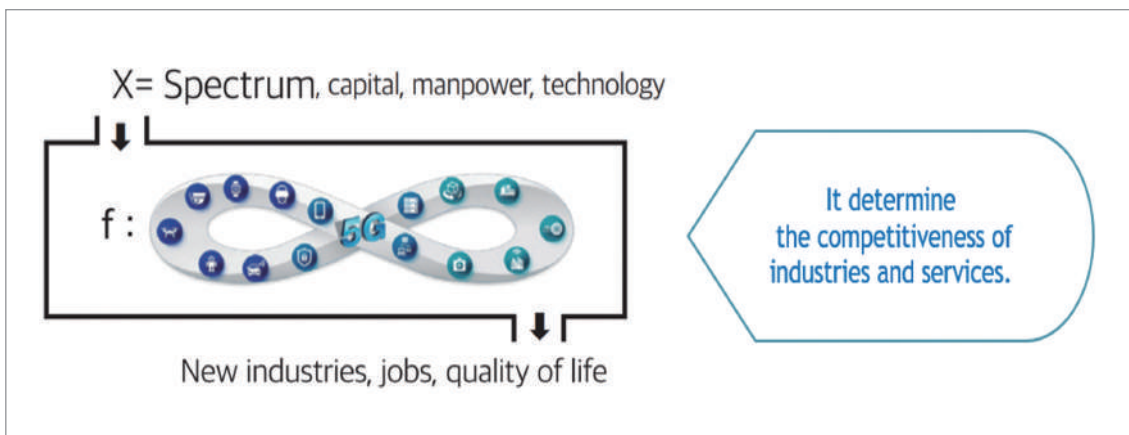 X= Spectrum, capital, manpower, technology
f :
5G
It determine
the competitiveness of
industries and services.
New industries, jobs, quality of life